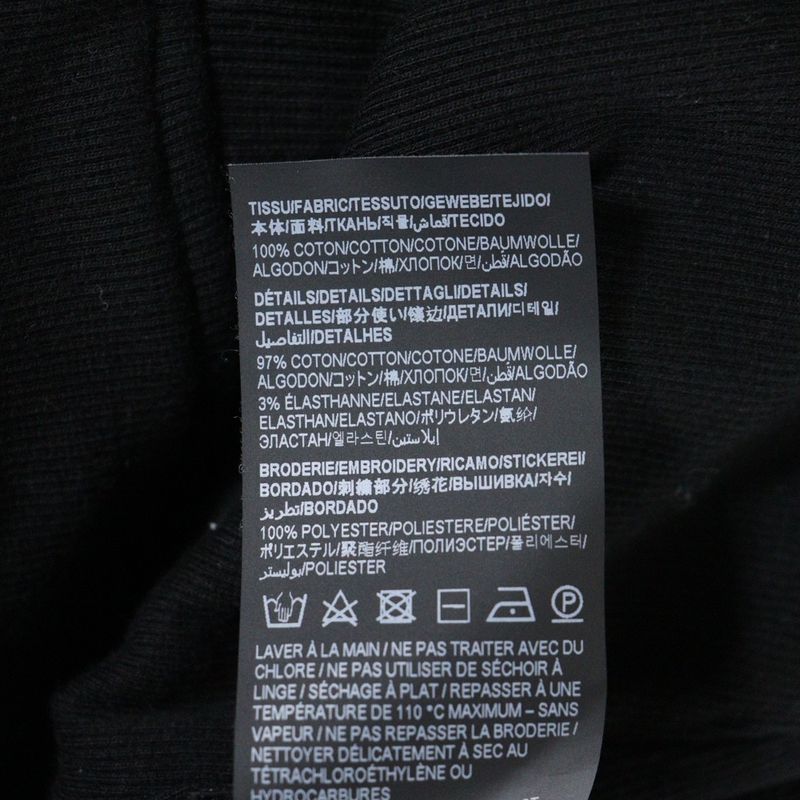 TISSU/FABRIC/TESSUTO/GEWEBE/TEJIDO/
本体/面料/ТКАНЬ/직물/قماش/TECIDO
100% COTON/COTTON/COTONE/BAUMWOLLE/
ALGODON/コットン/棉/ХЛОПОК/면/قطن/ALGODÃO
DÉTAILS/DETAILS/DETTAGLI/DETAILS/
DETALLES/部分使い/镶边/ДЕТАЛИ/디테일/
التفاصيل/DETALHES
97% COTON/COTTON/COTONE/BAUMWOLLE/
ALGODON/コットン/棉/ХЛОПОК/면/قطن/ALGODÃO
3% ÉLASTHANNE/ELASTANE/ELASTAN/
ELASTHAN/ELASTANO/ポリウレタン/氨纶/
ЭЛАСТАН/엘라스틴/إيلاستين
BRODERIE/EMBROIDERY/RICAMO/STICKEREI/
BORDADO/刺繍部分/绣花/ВЫШИВКА/자수/
تطريز/BORDADO
100% POLYESTER/POLIESTERE/POLIÉSTER/
ポリエステル/聚酯纤维/ПОЛИЭСТЕР/폴리에스터/
بوليستر/POLIESTER
P
LAVER À LA MAIN / NE PAS TRAITER AVEC DU
CHLORE / NE PAS UTILISER DE SÉCHOIR À
LINGE / SÉCHAGE À PLAT / REPASSER À UNE
TEMPÉRATURE DE 110 °C MAXIMUM – SANS
VAPEUR / NE PAS REPASSER LA BRODERIE /
NETTOYER DÉLICATEMENT À SEC AU
TÉTRACHLOROÉTHYLÈNE OU
HYDROCARBURES